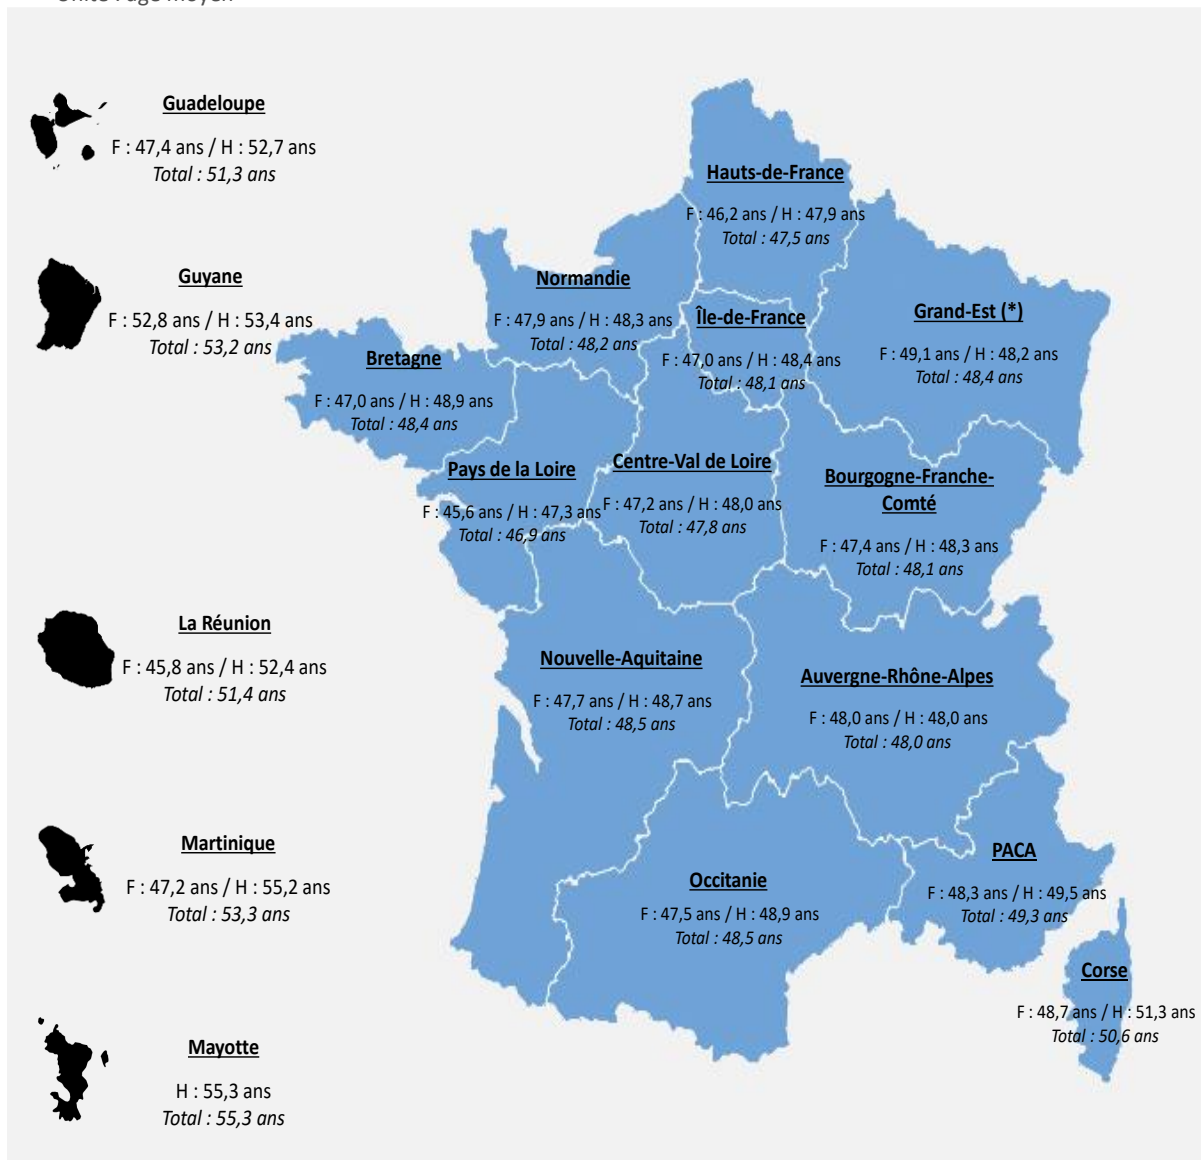 Unité : âge moyen
Guadeloupe
F : 47,4 ans / H : 52,7 ans
Total : 51,3 ans
Guyane
F : 52,8 ans / H : 53,4 ans
Total : 53,2 ans
La Réunion
F : 45,8 ans / H : 52,4 ans
Total : 51,4 ans
Martinique
F : 47,2 ans / H : 55,2 ans
Total : 53,3 ans
Mayotte
H : 55,3 ans
Total : 55,3 ans
Hauts-de-France
F : 46,2 ans / H : 47,9 ans
Total : 47,5 ans
Normandie
F : 47,9 ans / H : 48,3 ans
Total : 48,2 ans
Île-de-France
F : 47,0 ans / H : 48,4 ans
Total : 48,1 ans
Grand-Est (*)
F : 49,1 ans / H : 48,2 ans
Total : 48,4 ans
Bretagne
F : 47,0 ans / H : 48,9 ans
Total : 48,4 ans
Pays de la Loire
F : 45,6 ans / H : 47,3 ans
Total : 46,9 ans
Centre-Val de Loire
F : 47,2 ans / H : 48,0 ans
Total : 47,8 ans
Bourgogne-Franche-
Comté
F : 47,4 ans / H : 48,3 ans
Total : 48,1 ans
Nouvelle-Aquitaine
F : 47,7 ans / H : 48,7 ans
Total : 48,5 ans
Auvergne-Rhône-Alpes
F : 48,0 ans / H : 48,0 ans
Total : 48,0 ans
Occitanie
F : 47,5 ans / H : 48,9 ans
Total : 48,5 ans
PACA
F : 48,3 ans / H : 49,5 ans
Total : 49,3 ans
Corse
F : 48,7 ans / H : 51,3 ans
Total : 50,6 ans